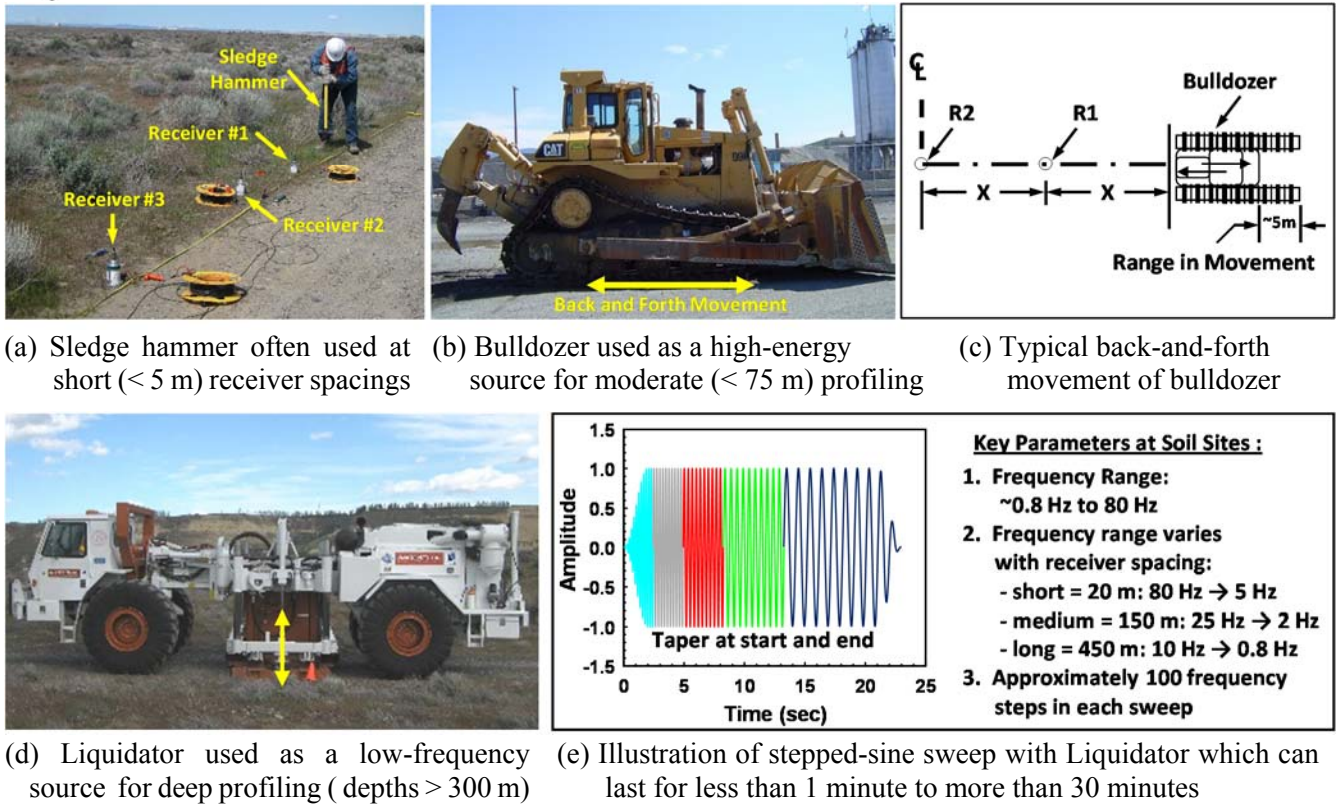 Sledge
Hammer
Receiver #1
Receiver #3
Receiver #2
CAT
Back and Forth Movement
℄
R2
R1
Bulldozer
X
X
~5m
Range in Movement
(a) Sledge hammer often used at
short (< 5 m) receiver spacings
(b) Bulldozer used as a high-energy
source for moderate (< 75 m) profiling
(c) Typical back-and-forth
movement of bulldozer
1.5
1.0
0.5
0.0
-0.5
-1.0
-1.5
Amplitude
Taper at start and end
0 5 10 15 20 25
Time (sec)
Key Parameters at Soil Sites :
1. Frequency Range:
~0.8 Hz to 80 Hz
2. Frequency range varies
with receiver spacing:
- short = 20 m: 80 Hz → 5 Hz
- medium = 150 m: 25 Hz → 2 Hz
- long = 450 m: 10 Hz → 0.8 Hz
3. Approximately 100 frequency
steps in each sweep
(d) Liquidator used as a low-frequency
source for deep profiling ( depths > 300 m)
(e) Illustration of stepped-sine sweep with Liquidator which can
last for less than 1 minute to more than 30 minutes